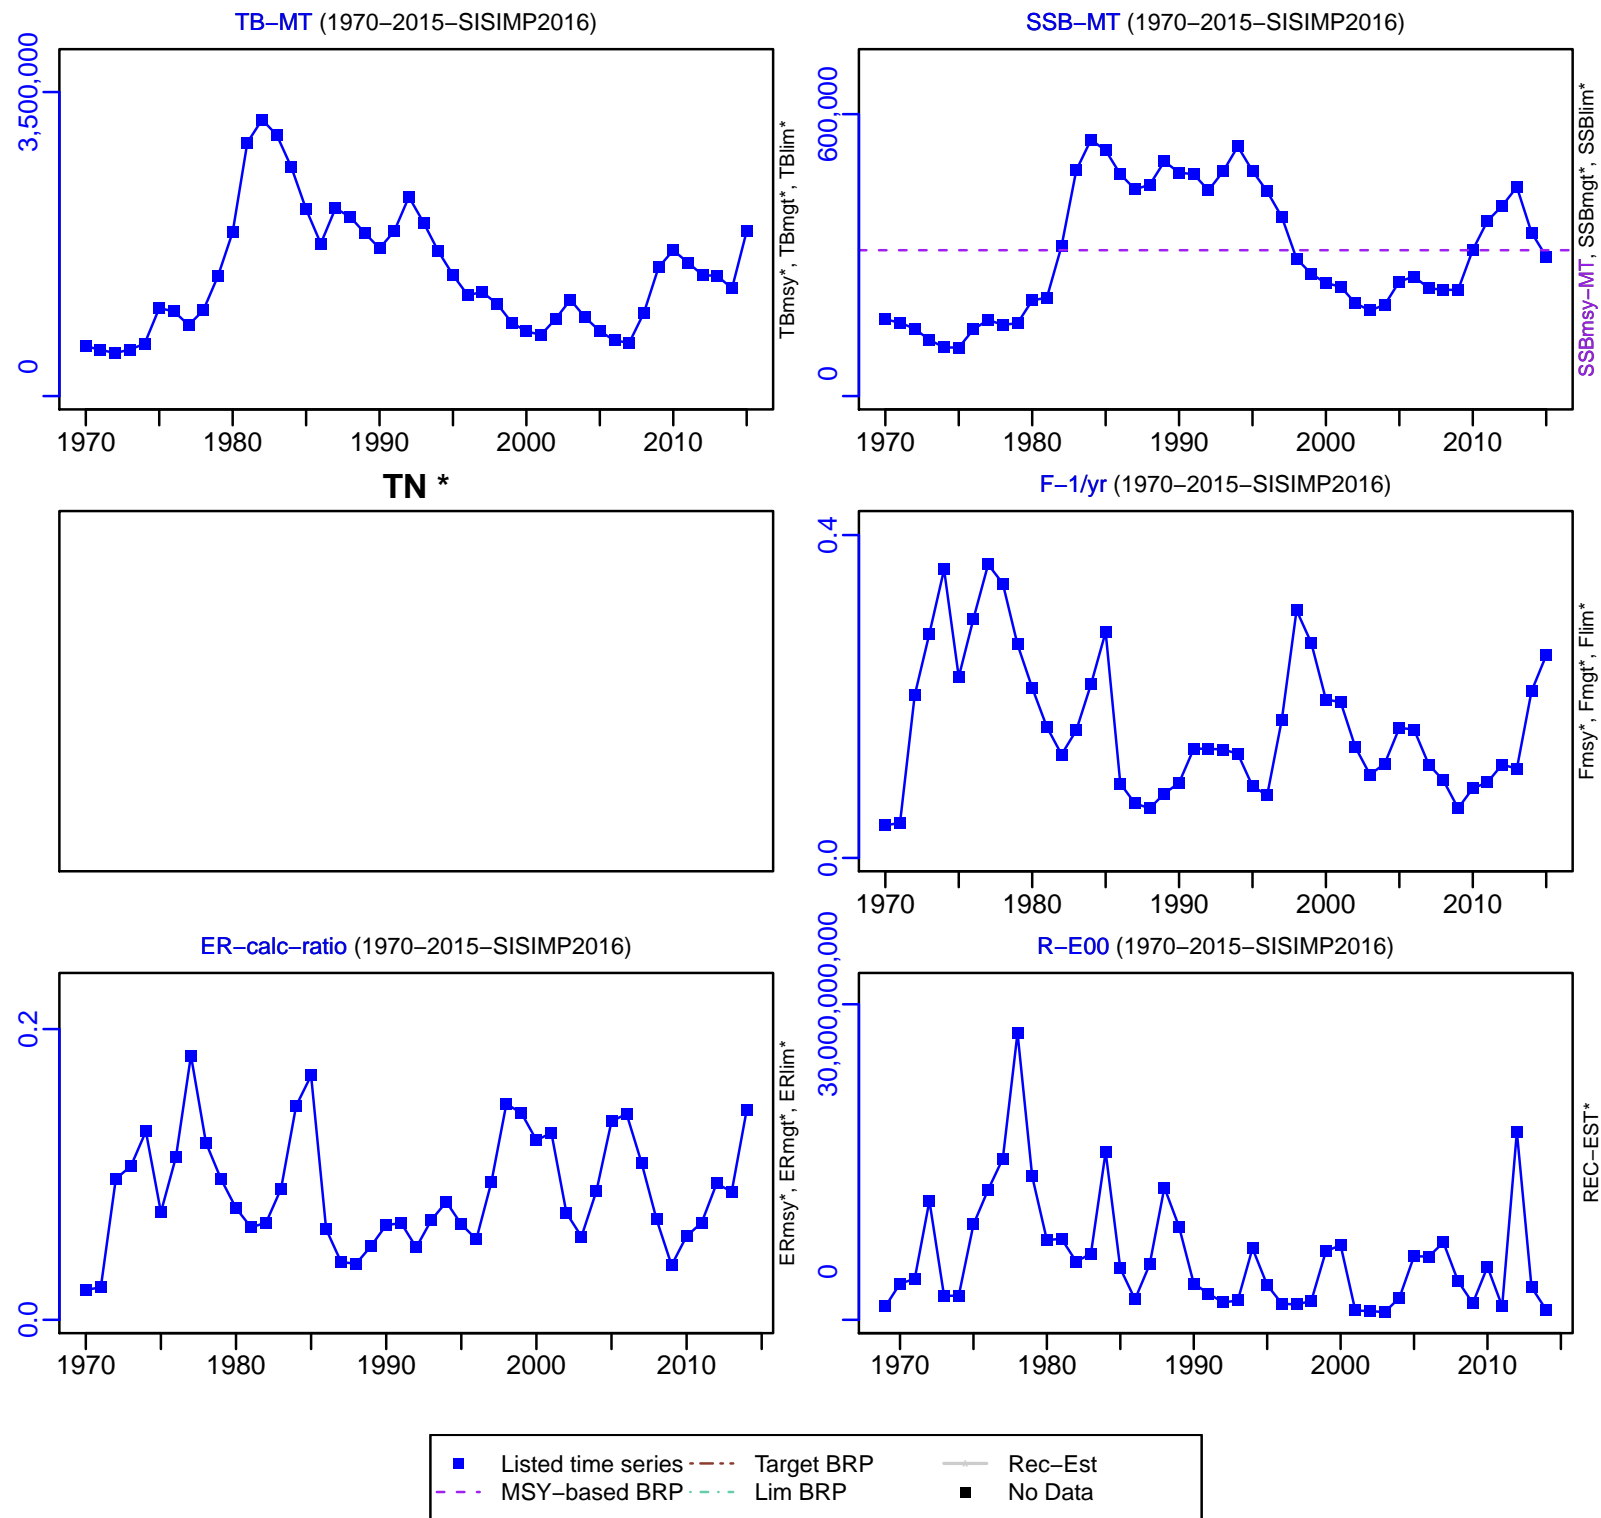 TB−MT (1970−2015−SISIMP2016)
3,500,000
0
1970 1980 1990 2000 2010
TBmsy*, TBmgt*, TBlim*
SSB−MT (1970−2015−SISIMP2016)
600,000
0
1970 1980 1990 2000 2010
SSBmsy−MT, SSBmgt*, SSBlim*
TN *
F−1/yr (1970−2015−SISIMP2016)
0.4
0.0
1970 1980 1990 2000 2010
Fmsy*, Fmgt*, Flim*
ER−calc−ratio (1970−2015−SISIMP2016)
0.2
0.0
1970 1980 1990 2000 2010
ERmsy*, ERmgt*, ERlim*
R−E00 (1970−2015−SISIMP2016)
30,000,000,000
0
1970 1980 1990 2000 2010
REC−EST*
Listed time series Target BRP Rec−Est
MSY−based BRP Lim BRP No Data